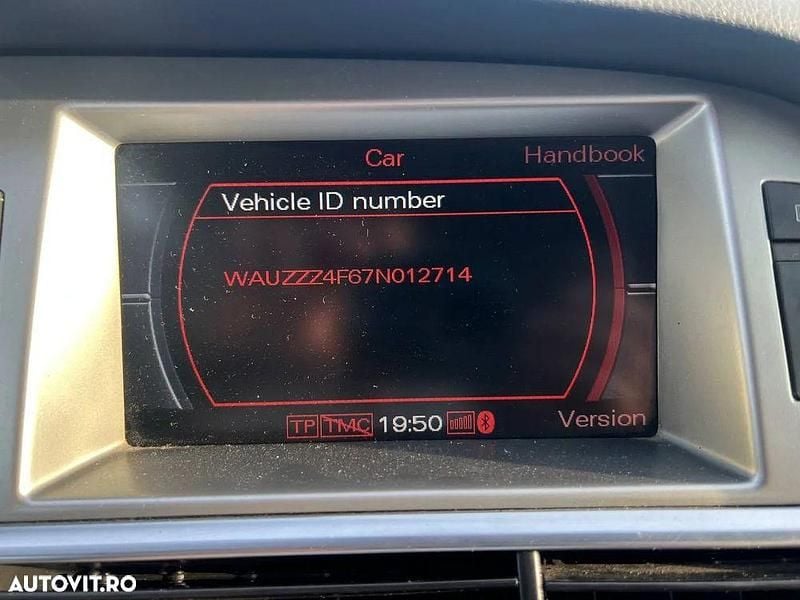 Car
Handbook
Vehicle ID number
WAUZZZ4F67N012714
TP TMC 19:50
Version
AUTOVIT.RO